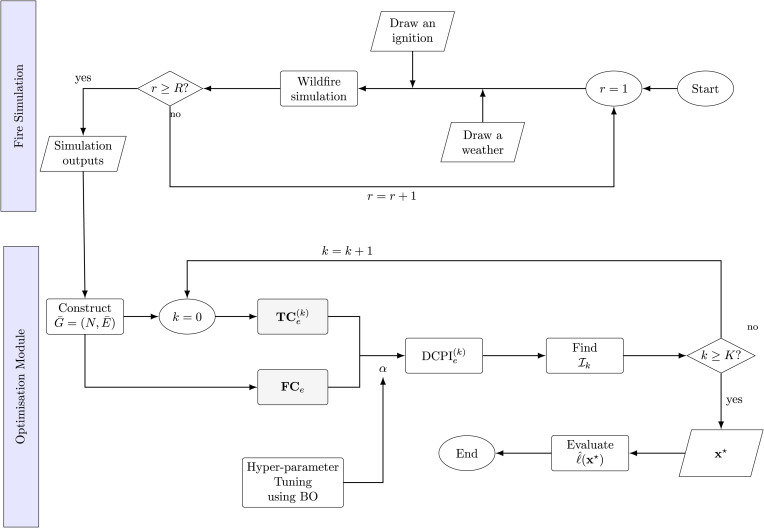 Fire Simulation
Draw an
ignition
yes
r ≥ R?
no
Wildfire
simulation
r = 1
Start
Simulation
outputs
Draw a
weather
r = r + 1
Optimisation Module
k = k + 1
Construct
Ḡ = (N, Ē)
k = 0
TC_e^(k)
FC_e
DCPI_e^(k)
α
Find
ℐ_k
k ≥ K?
no
yes
Hyper-parameter
Tuning
using BO
End
Evaluate
ℓ̂(x⋆)
x⋆